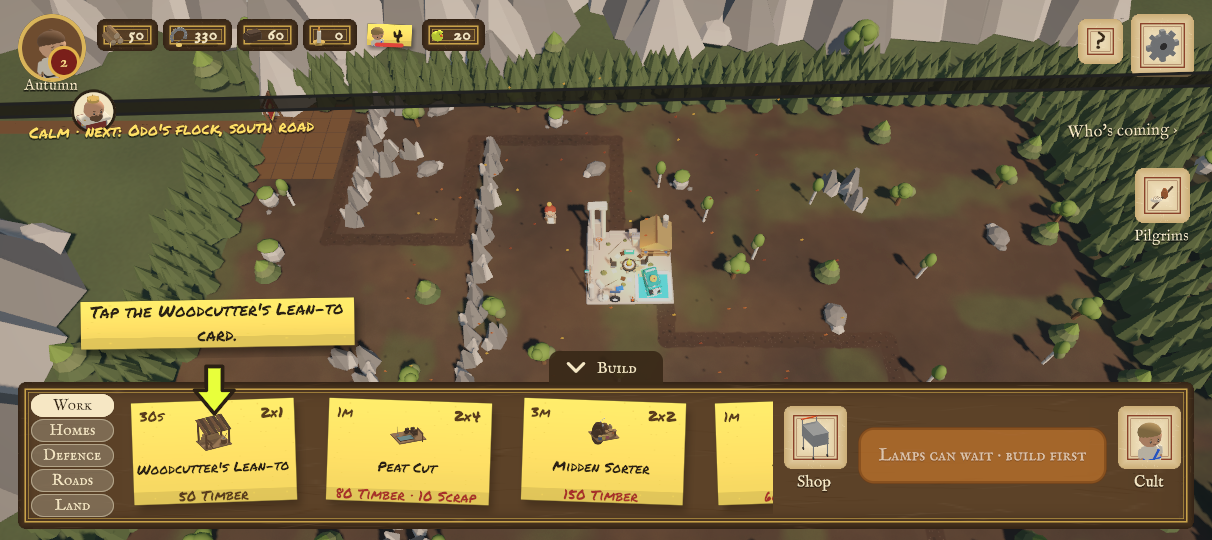 50
330
60
0
4
20
?
2
Autumn
Calm · next: Odo's flock, south road
Who's coming ›
Pilgrims
Tap the Woodcutter's Lean-to
card.
Build
Work
Homes
Defence
Roads
Land
30s
2x1
Woodcutter's Lean-to
50 Timber
1m
2x4
Peat Cut
80 Timber · 10 Scrap
3m
2x2
Midden Sorter
150 Timber
1m
Shop
Lamps can wait · build first
Cult